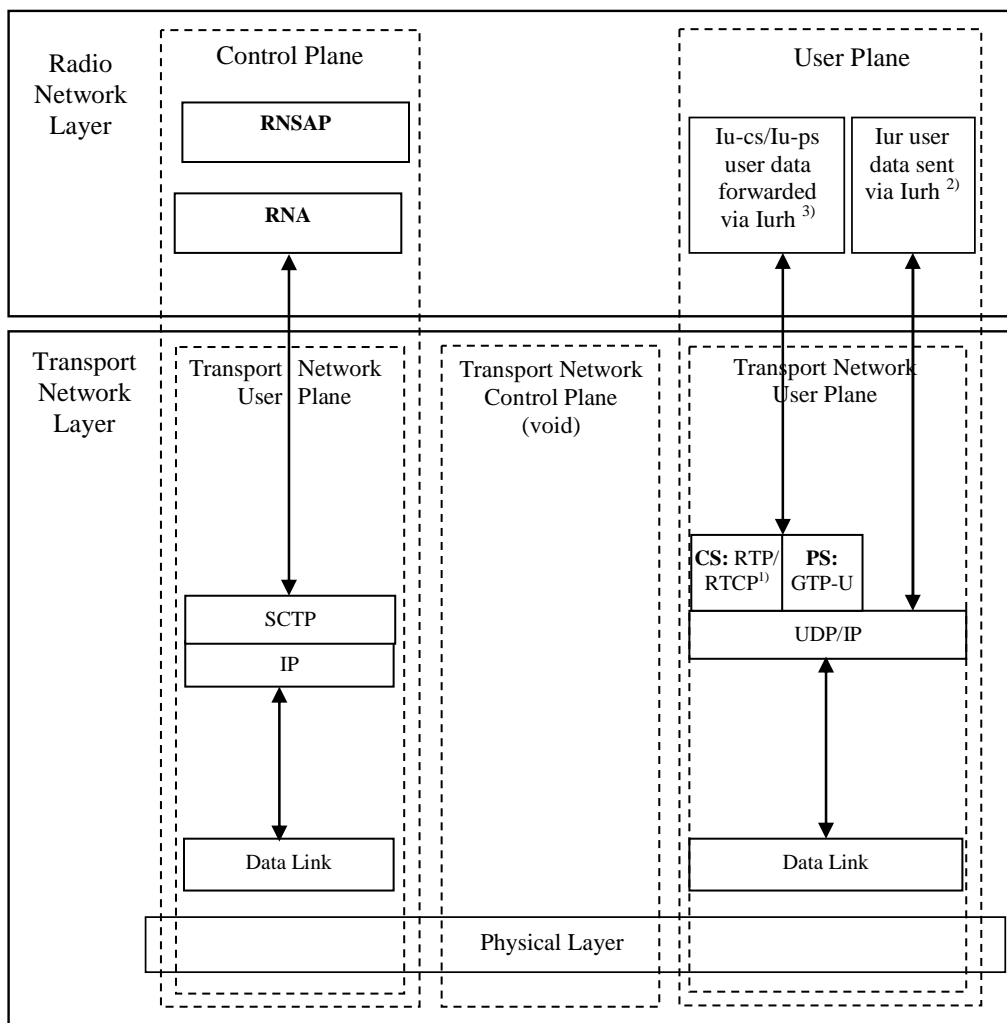 Radio
Network
Layer
Control Plane
RNSAP
RNA
User Plane
Iu-cs/Iu-ps
user data
forwarded
via Iurh 3)
Iur user
data sent
via Iurh 2)
Transport
Network
Layer
Transport Network
User Plane
SCTP
IP
Data Link
Transport Network
Control Plane
(void)
Transport Network
User Plane
CS: RTP/
RTCP1)
PS:
GTP-U
UDP/IP
Data Link
Physical Layer